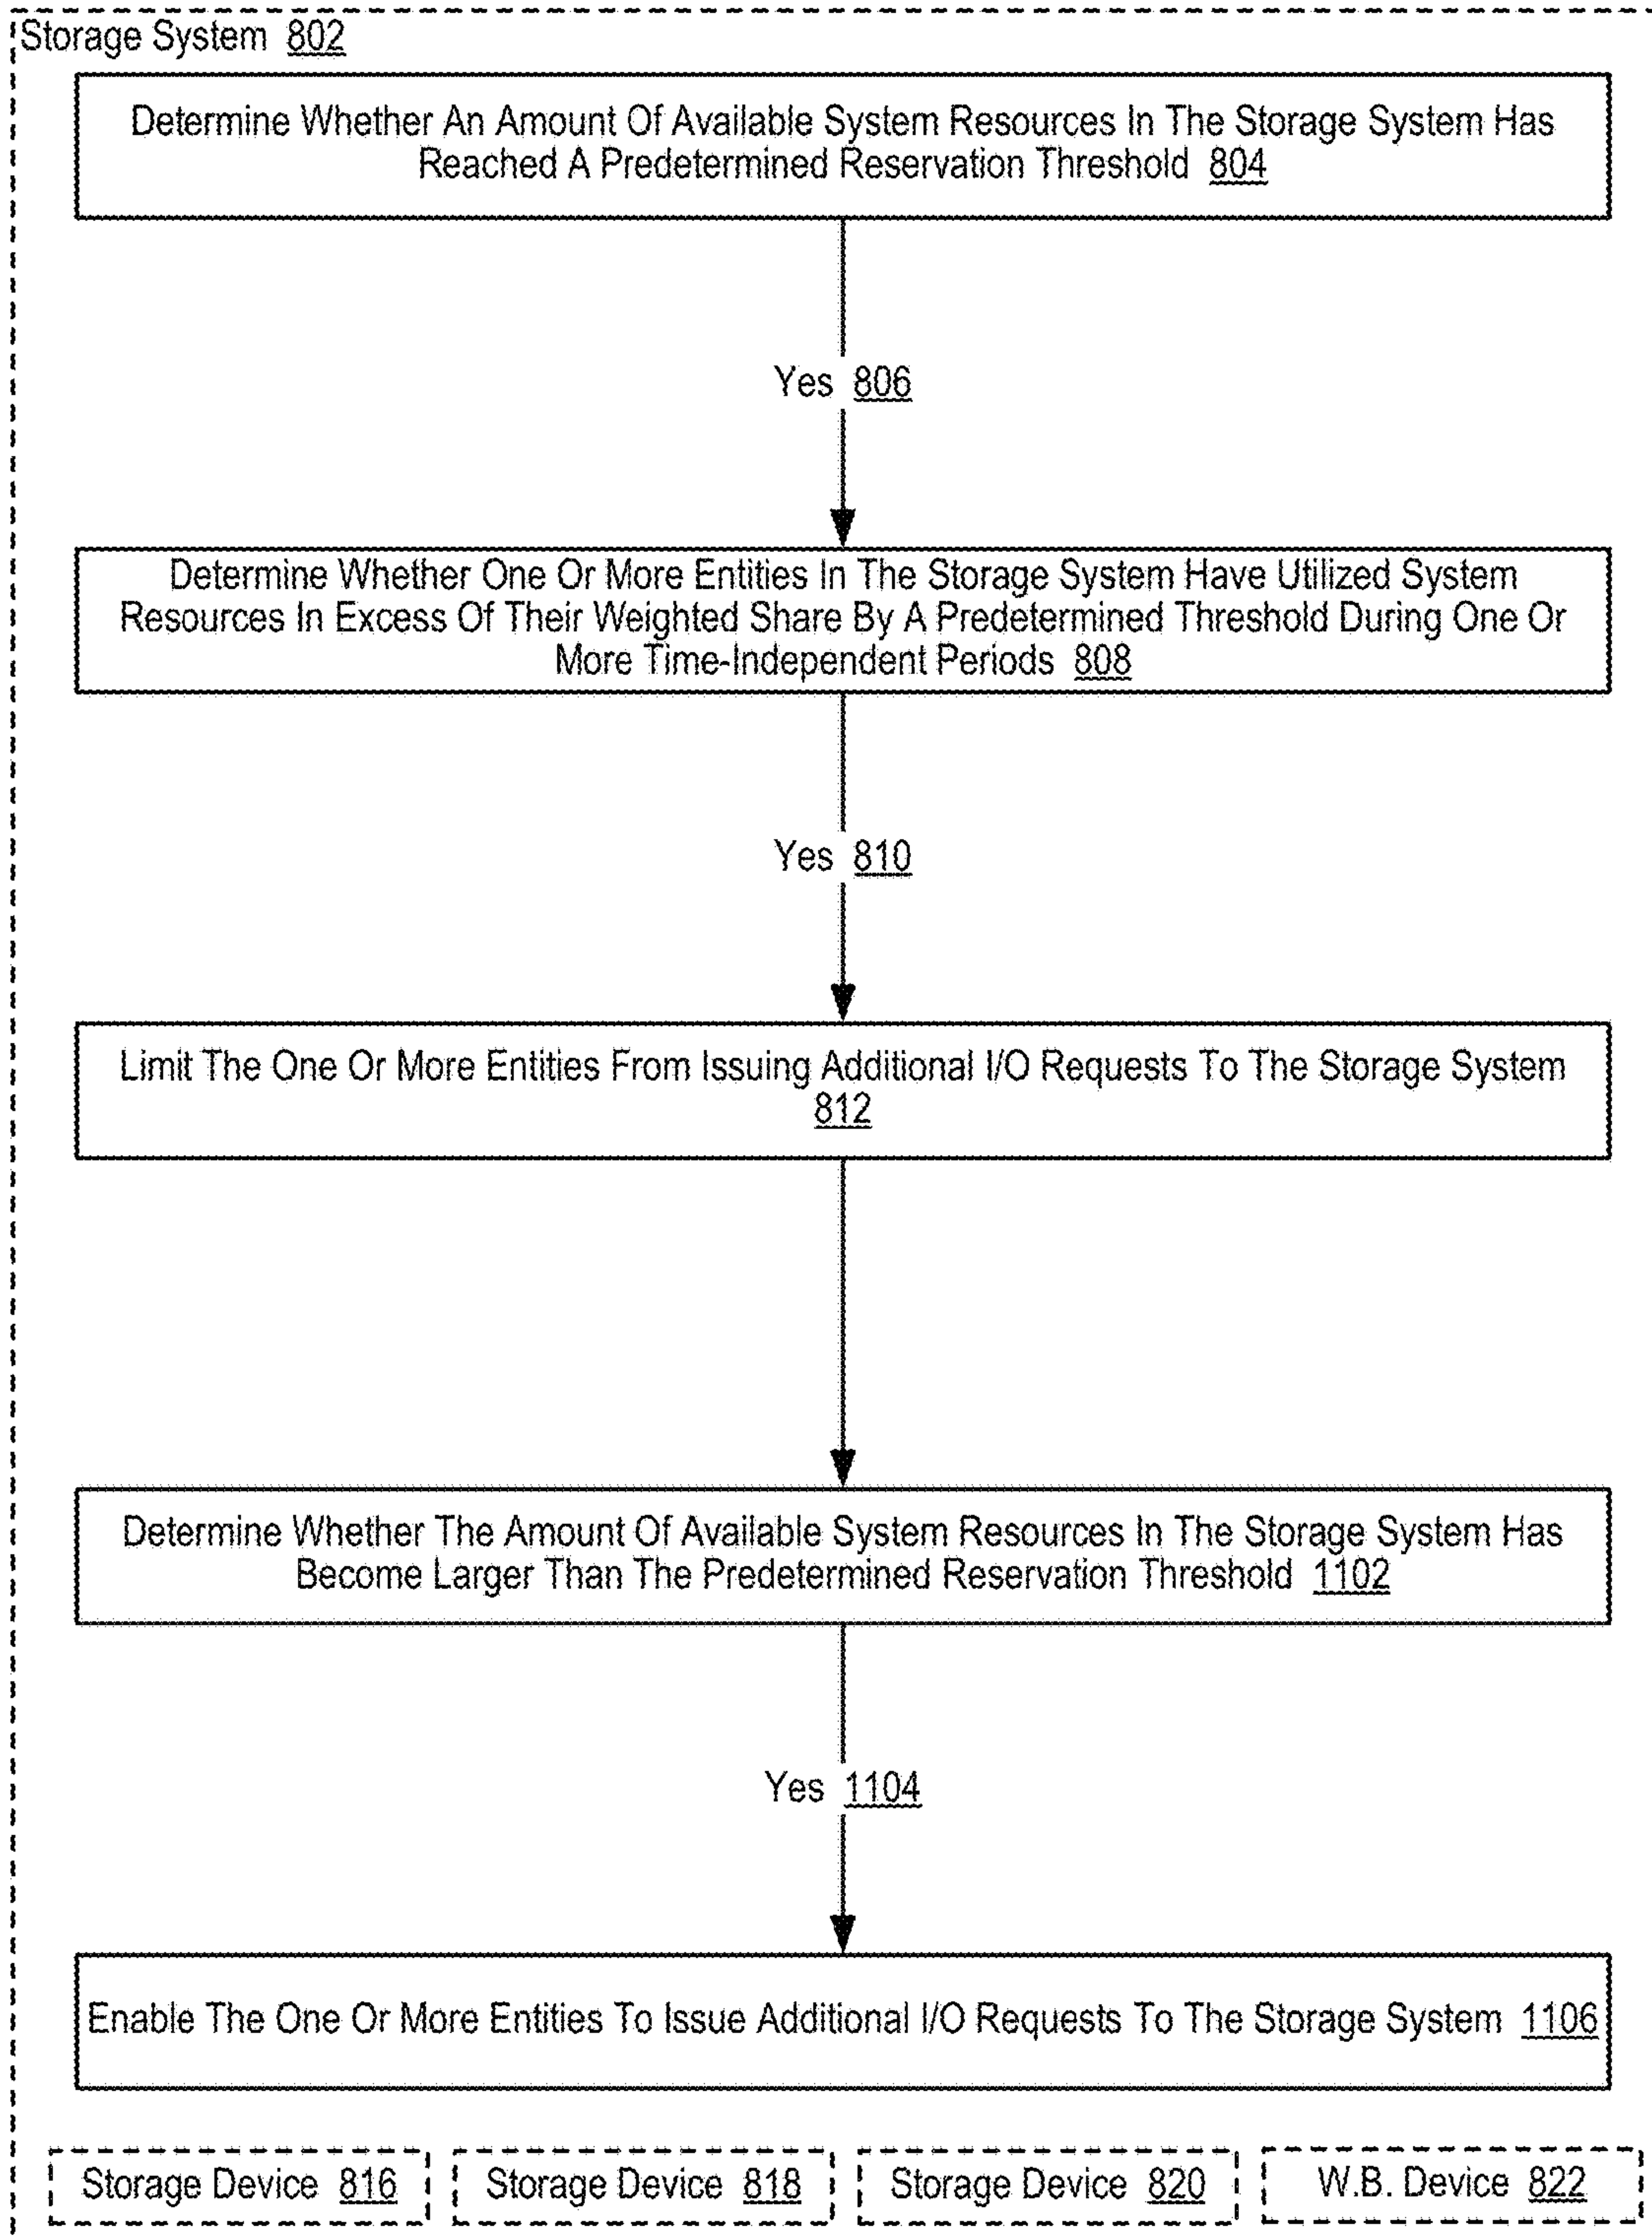 Storage System 802
Determine Whether An Amount Of Available System Resources In The Storage System Has
Reached A Predetermined Reservation Threshold 804
Yes 806
Determine Whether One Or More Entities In The Storage System Have Utilized System
Resources In Excess Of Their Weighted Share By A Predetermined Threshold During One Or
More Time-Independent Periods 808
Yes 810
Limit The One Or More Entities From Issuing Additional I/O Requests To The Storage System
812
Determine Whether The Amount Of Available System Resources In The Storage System Has
Become Larger Than The Predetermined Reservation Threshold 1102
Yes 1104
Enable The One Or More Entities To Issue Additional I/O Requests To The Storage System 1106
Storage Device 816 Storage Device 818 Storage Device 820 W.B. Device 822